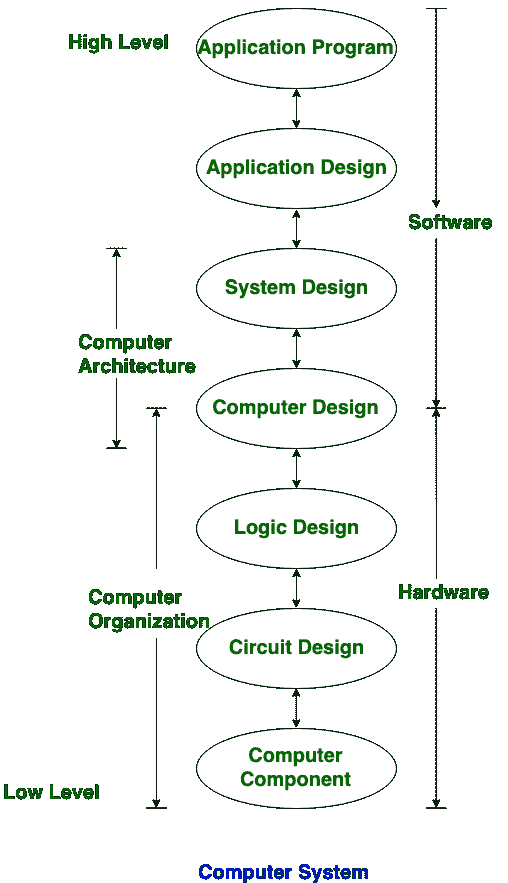 High Level
Application Program
Application Design
Software
System Design
Computer
Architecture
Computer Design
Logic Design
Hardware
Computer
Organization
Circuit Design
Computer
Component
Low Level
Computer System